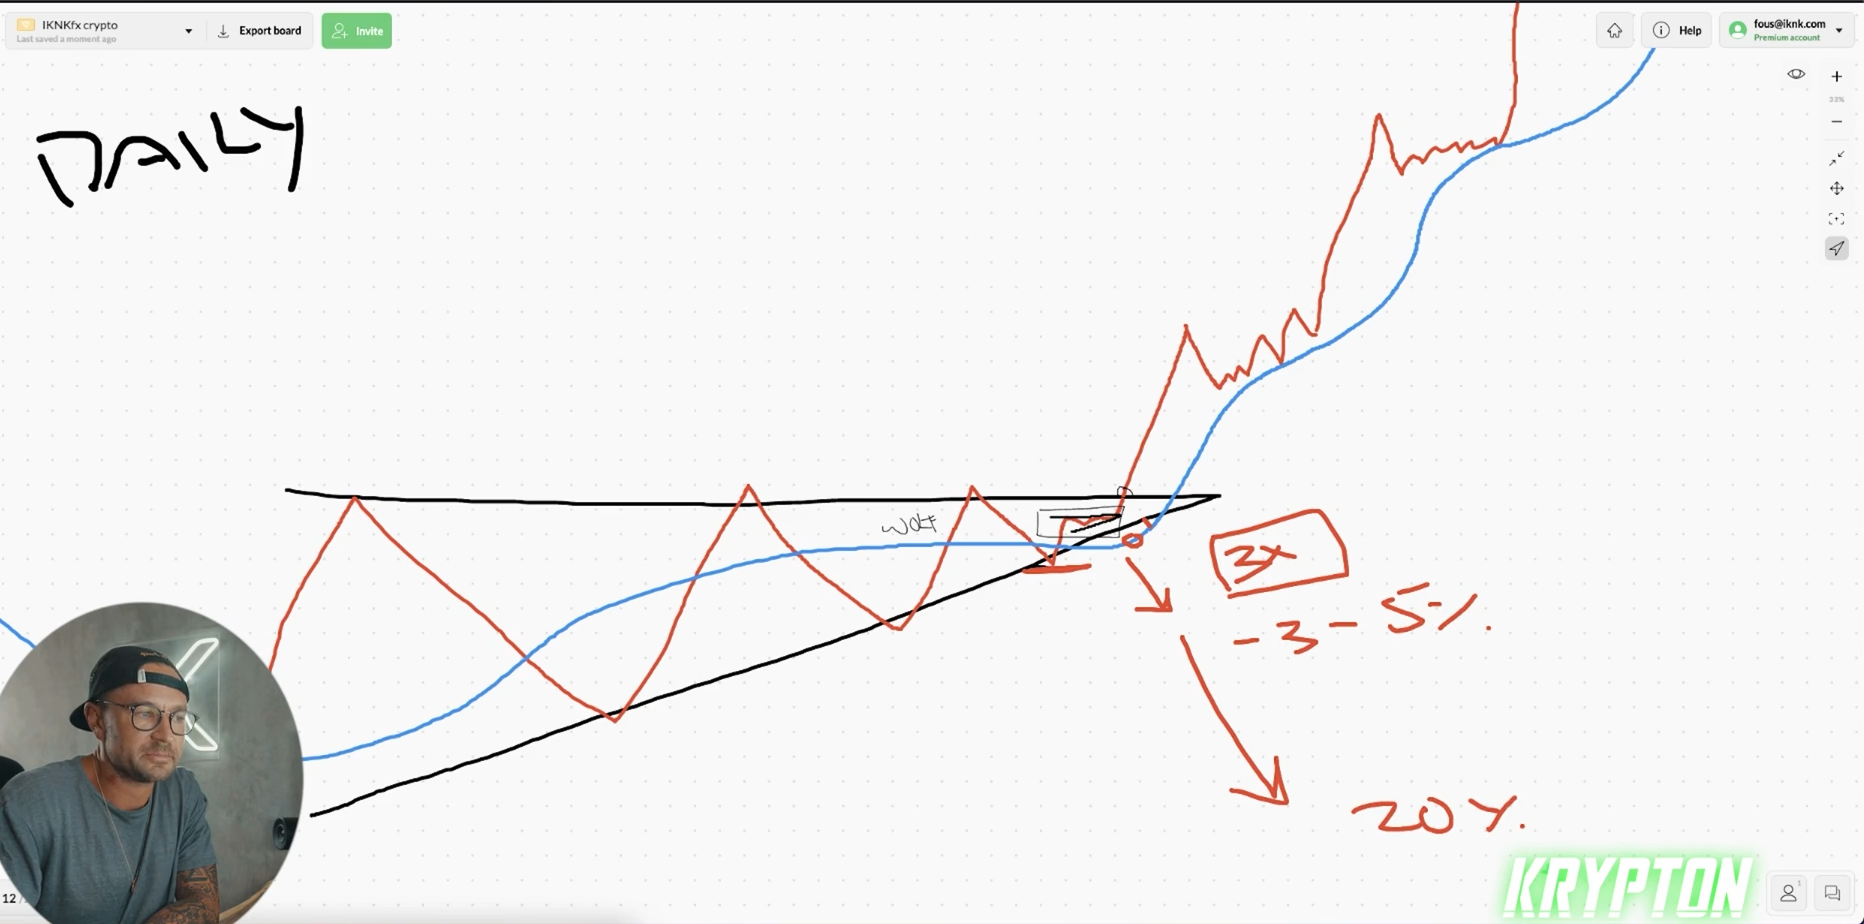 IKNKfx crypto
Last saved a moment ago
Export board
Invite
Help
fous@iknk.com
Premium account
33%
DAILY
3x
-3-5%.
20%.
12
KRYPTON
1